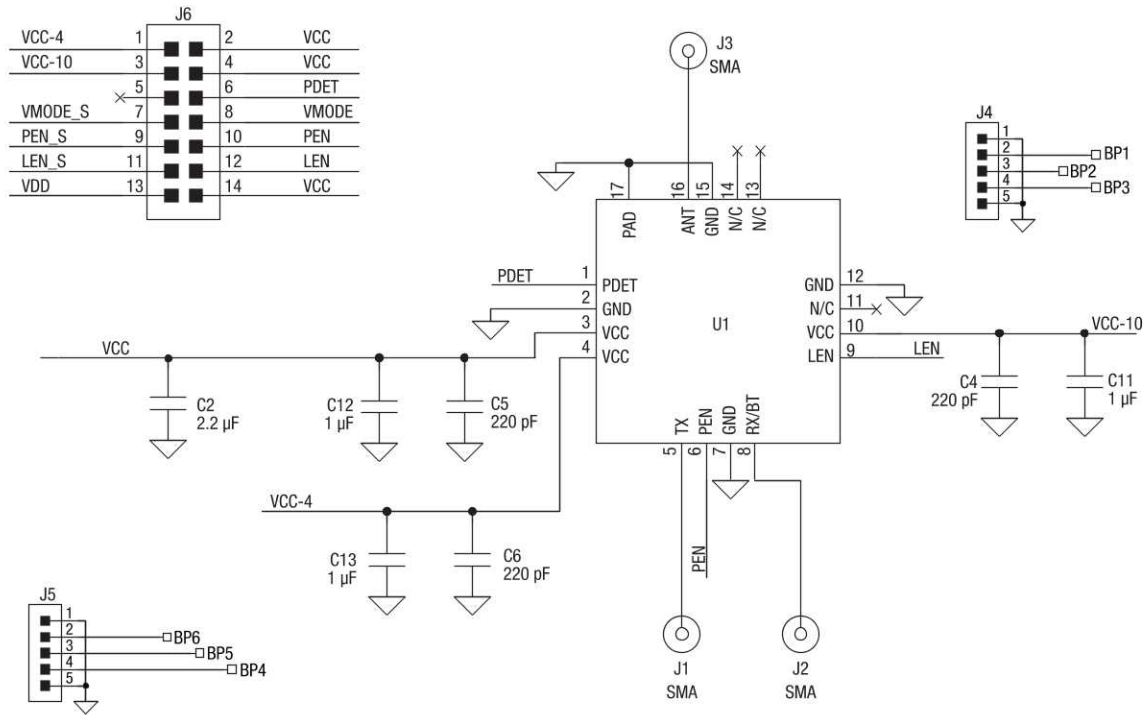 J6
VCC-4 1 2 VCC
VCC-10 3 4 VCC
5 6 PDET
VMODE_S 7 8 VMODE
PEN_S 9 10 PEN
LEN_S 11 12 LEN
VDD 13 14 VCC
J3
SMA
J4
1
2 BP1
3 BP2
4 BP3
5
17 16 15 14 13
PAD ANT GND N/C N/C
PDET 1 PDET
2 GND
3 VCC
4 VCC
U1
GND 12
N/C 11
VCC 10 VCC-10
LEN 9 LEN
VCC
C2
2.2 µF
C12
1 µF
C5
220 pF
C4
220 pF
C11
1 µF
TX PEN GND RX/BT
5 6 7 8
VCC-4
C13
1 µF
C6
220 pF
PEN
J5
1
2 BP6
3 BP5
4 BP4
5
J1
SMA
J2
SMA